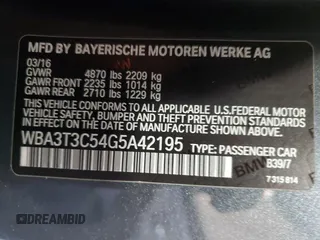 MFD BY BAYERISCHE MOTOREN WERKE AG
03/16
GVWR 4870 lbs 2209 kg
GAWR FRONT 2235 lbs 1014 kg
GAWR REAR 2710 lbs 1229 kg
THIS VEHICLE CONFORMS TO ALL APPLICABLE U.S.FEDERAL MOTOR
VEHICLE SAFETY, BUMPER, AND THEFT PREVENTION STANDARDS
IN EFFECT ON THE DATE OF MANUFACTURE SHOWN ABOVE.
WBA3T3C54G5A42195 TYPE: PASSENGER CAR
B39/7
7 315 814
BMW
© DREAMBID